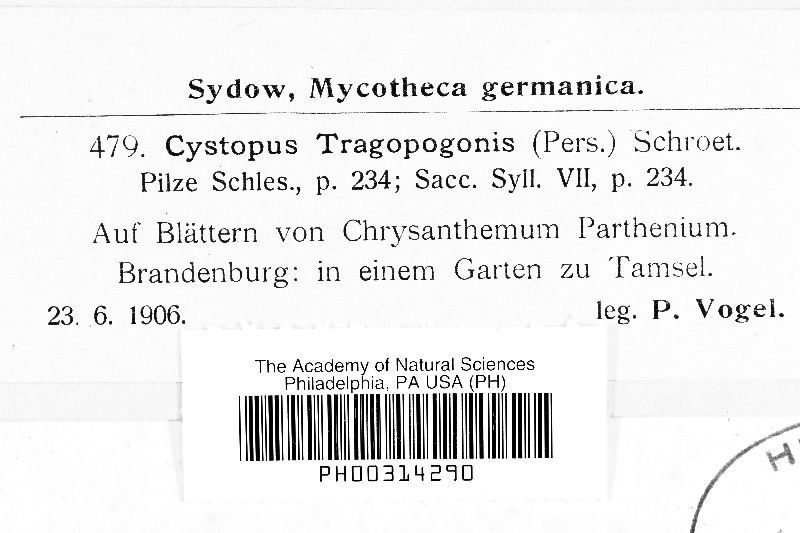 Sydow, Mycotheca germanica.
479. Cystopus Tragopogonis (Pers.) Schroet.
Pilze Schles., p. 234; Sacc. Syll. VII, p. 234.
Auf Blättern von Chrysanthemum Parthenium.
Brandenburg: in einem Garten zu Tamsel.
23. 6. 1906. leg. P. Vogel.
The Academy of Natural Sciences
Philadelphia, PA USA (PH)
PH00314290